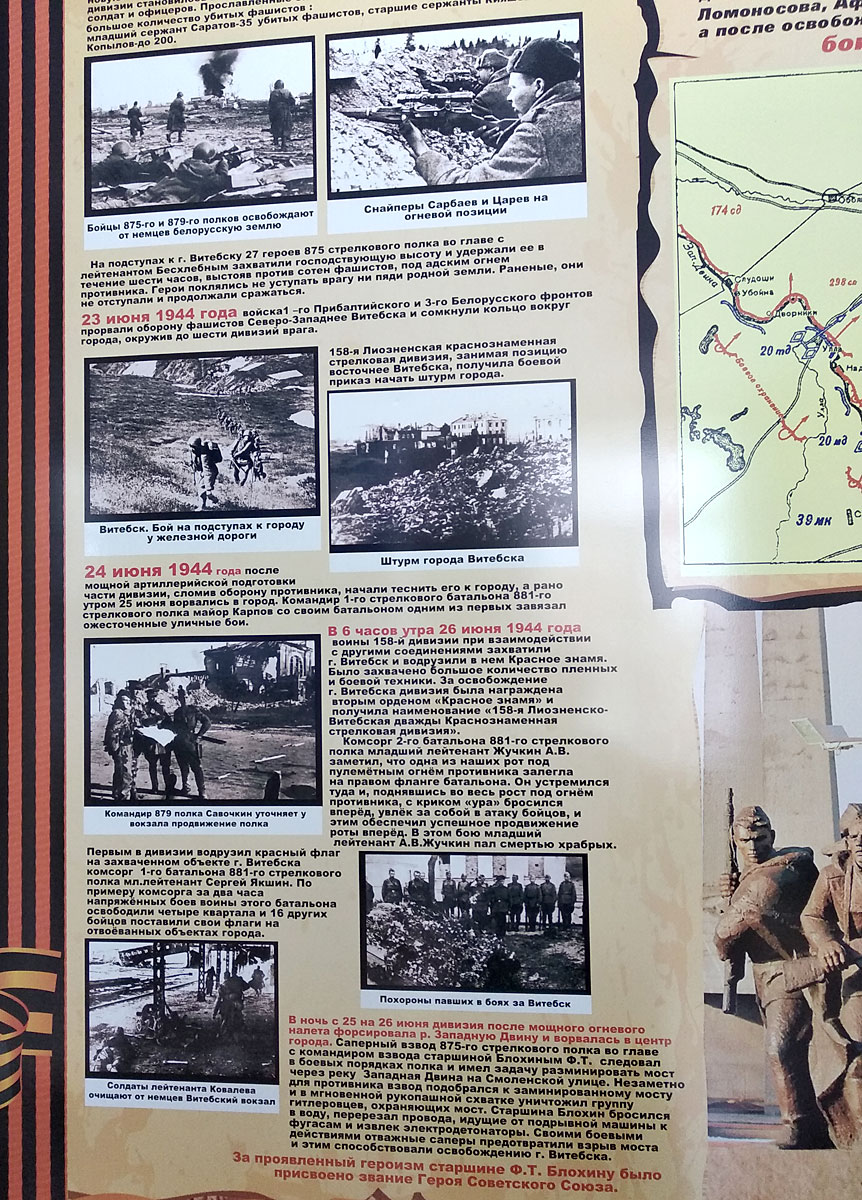 дивизии становилос
солдат и офицеров. Прославленные
большое количество убитых фашистов :
младший сержант Саратов-35 убитых фашистов, старшие сержанты
Копылов-до 200.
Бойцы 875-го и 879-го полков освобождают
от немцев белорусскую землю
Снайперы Сарбаев и Царев на
огневой позиции
На подступах к г. Витебску 27 героев 875 стрелкового полка во главе с
лейтенантом Бесхлебным захватили господствующую высоту и удержали ее в
течение шести часов, выстояв против сотен фашистов, под адским огнем
противника. Герои поклялись не уступать врагу ни пяди родной земли. Раненые, они
не отступали и продолжали сражаться.
23 июня 1944 года войска1 –го Прибалтийского и 3-го Белорусского фронтов
прорвали оборону фашистов Северо-Западнее Витебска и сомкнули кольцо вокруг
города, окружив до шести дивизий врага.
158-я Лиозненская краснознаменная
стрелковая дивизия, занимая позицию
восточнее Витебска, получила боевой
приказ начать штурм города.
Витебск. Бой на подступах к городу
у железной дороги
Штурм города Витебска
24 июня 1944 года после
мощной артиллерийской подготовки
части дивизии, сломив оборону противника, начали теснить его к городу, а рано
утром 25 июня ворвались в город. Командир 1-го стрелкового батальона 881-го
стрелкового полка майор Карпов со своим батальоном одним из первых завязал
ожесточенные уличные бои.
В 6 часов утра 26 июня 1944 года
воины 158-й дивизии при взаимодействии
с другими соединениями захватили
г. Витебск и водрузили в нем Красное знамя.
Было захвачено большое количество пленных
и боевой техники. За освобождение
г. Витебска дивизия была награждена
вторым орденом «Красное знамя» и
получила наименование «158-я Лиозненско-
Витебская дважды Краснознаменная
стрелковая дивизия».
Комсорг 2-го батальона 881-го стрелкового
полка младший лейтенант Жучкин А.В.
заметил, что одна из наших рот под
пулемётным огнём противника залегла
на правом фланге батальона. Он устремился
туда и, поднявшись во весь рост под огнём
противника, с криком «ура» бросился
вперёд, увлёк за собой в атаку бойцов, и
этим обеспечил успешное продвижение
роты вперёд. В этом бою младший
лейтенант А.В.Жучкин пал смертью храбрых.
Командир 879 полка Савочкин уточняет у
вокзала продвижение полка
Первым в дивизии водрузил красный флаг
на захваченном объекте г. Витебска
комсорг 1-го батальона 881-го стрелкового
полка мл.лейтенант Сергей Якшин. По
примеру комсорга за два часа
напряжённых боев воины этого батальона
освободили четыре квартала и 16 других
бойцов поставили свои флаги на
отвоёванных объектах города.
Похороны павших в боях за Витебск
Солдаты лейтенанта Ковалева
очищают от немцев Витебский вокзал
В ночь с 25 на 26 июня дивизия после мощного огневого
налета форсировала р. Западную Двину и ворвалась в центр
города. Саперный взвод 875-го стрелкового полка во главе
с командиром взвода старшиной Блохиным Ф.Т. следовал
в боевых порядках полка и имел задачу разминировать мост
через реку Западная Двина на Смоленской улице. Незаметно
для противника взвод подобрался к заминированному мосту
и в мгновенной рукопашной схватке уничтожил группу
гитлеровцев, охраняющих мост. Старшина Блохин бросился
в воду, перерезал провода, идущие от подрывной машины к
фугасам и извлек электродетонаторы. Своими боевыми
действиями отважные саперы предотвратили взрыв моста
и этим способствовали освобождению г. Витебска.
За проявленный героизм старшине Ф.Т. Блохину было
присвоено звание Героя Советского Союза.
Ломоносова,
а после освобож
174 сд
Зап. Двина
Слудощи
Убойна
298 сп
Дворники
20 тд
Улла
Боевое охранение
Улла
20 мд
39 мк